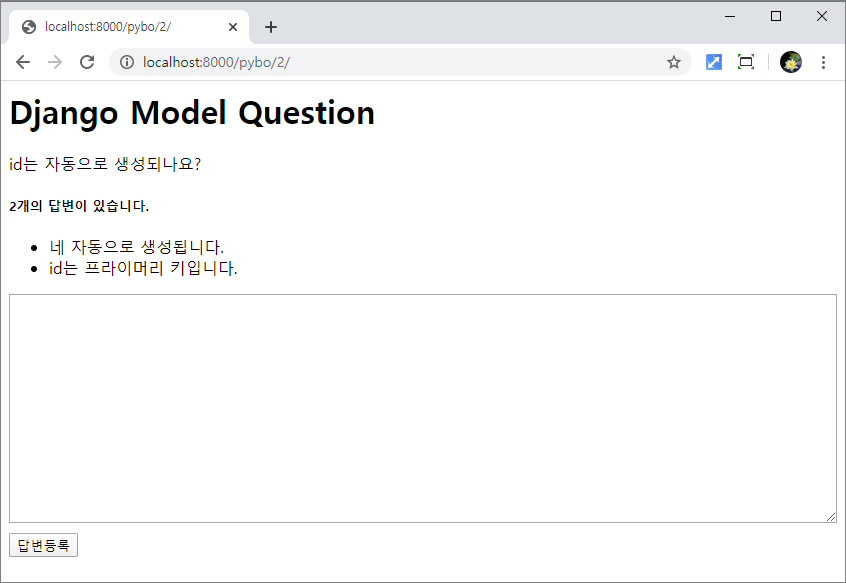 localhost:8000/pybo/2/
localhost:8000/pybo/2/
Django Model Question
id는 자동으로 생성되나요?
2개의 답변이 있습니다.
네 자동으로 생성됩니다.
id는 프라이머리 키입니다.
답변등록